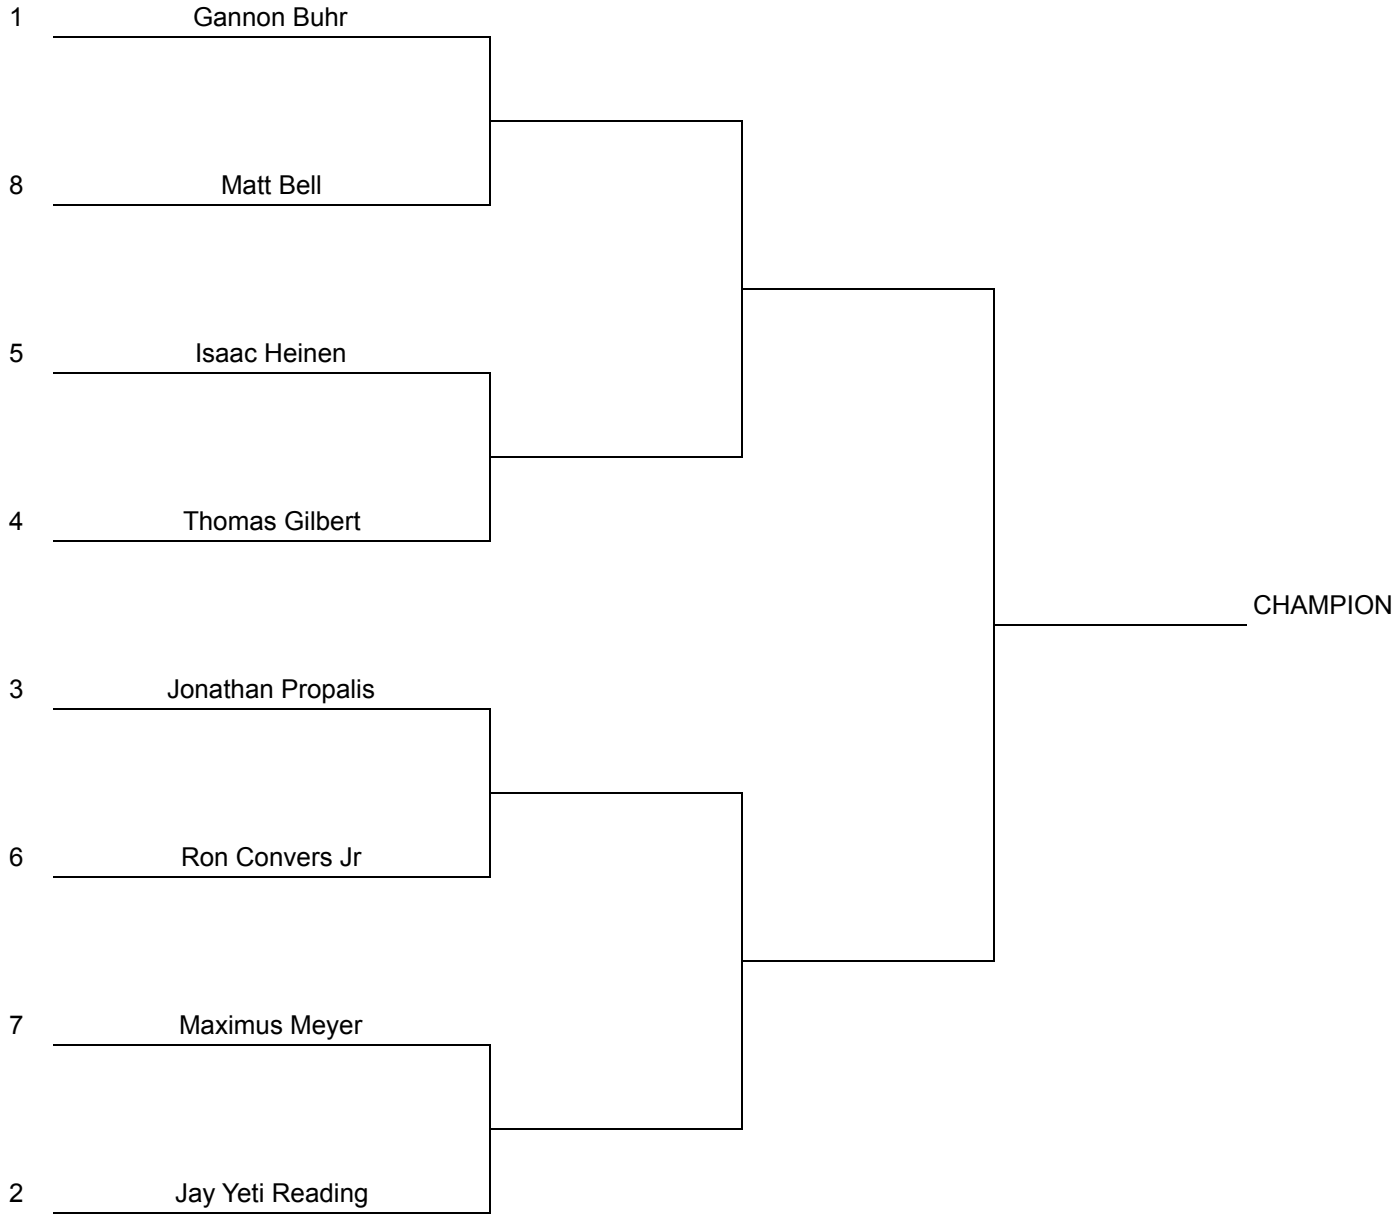 1 Gannon Buhr
8 Matt Bell
5 Isaac Heinen
4 Thomas Gilbert
CHAMPION
3 Jonathan Propalis
6 Ron Convers Jr
7 Maximus Meyer
2 Jay Yeti Reading